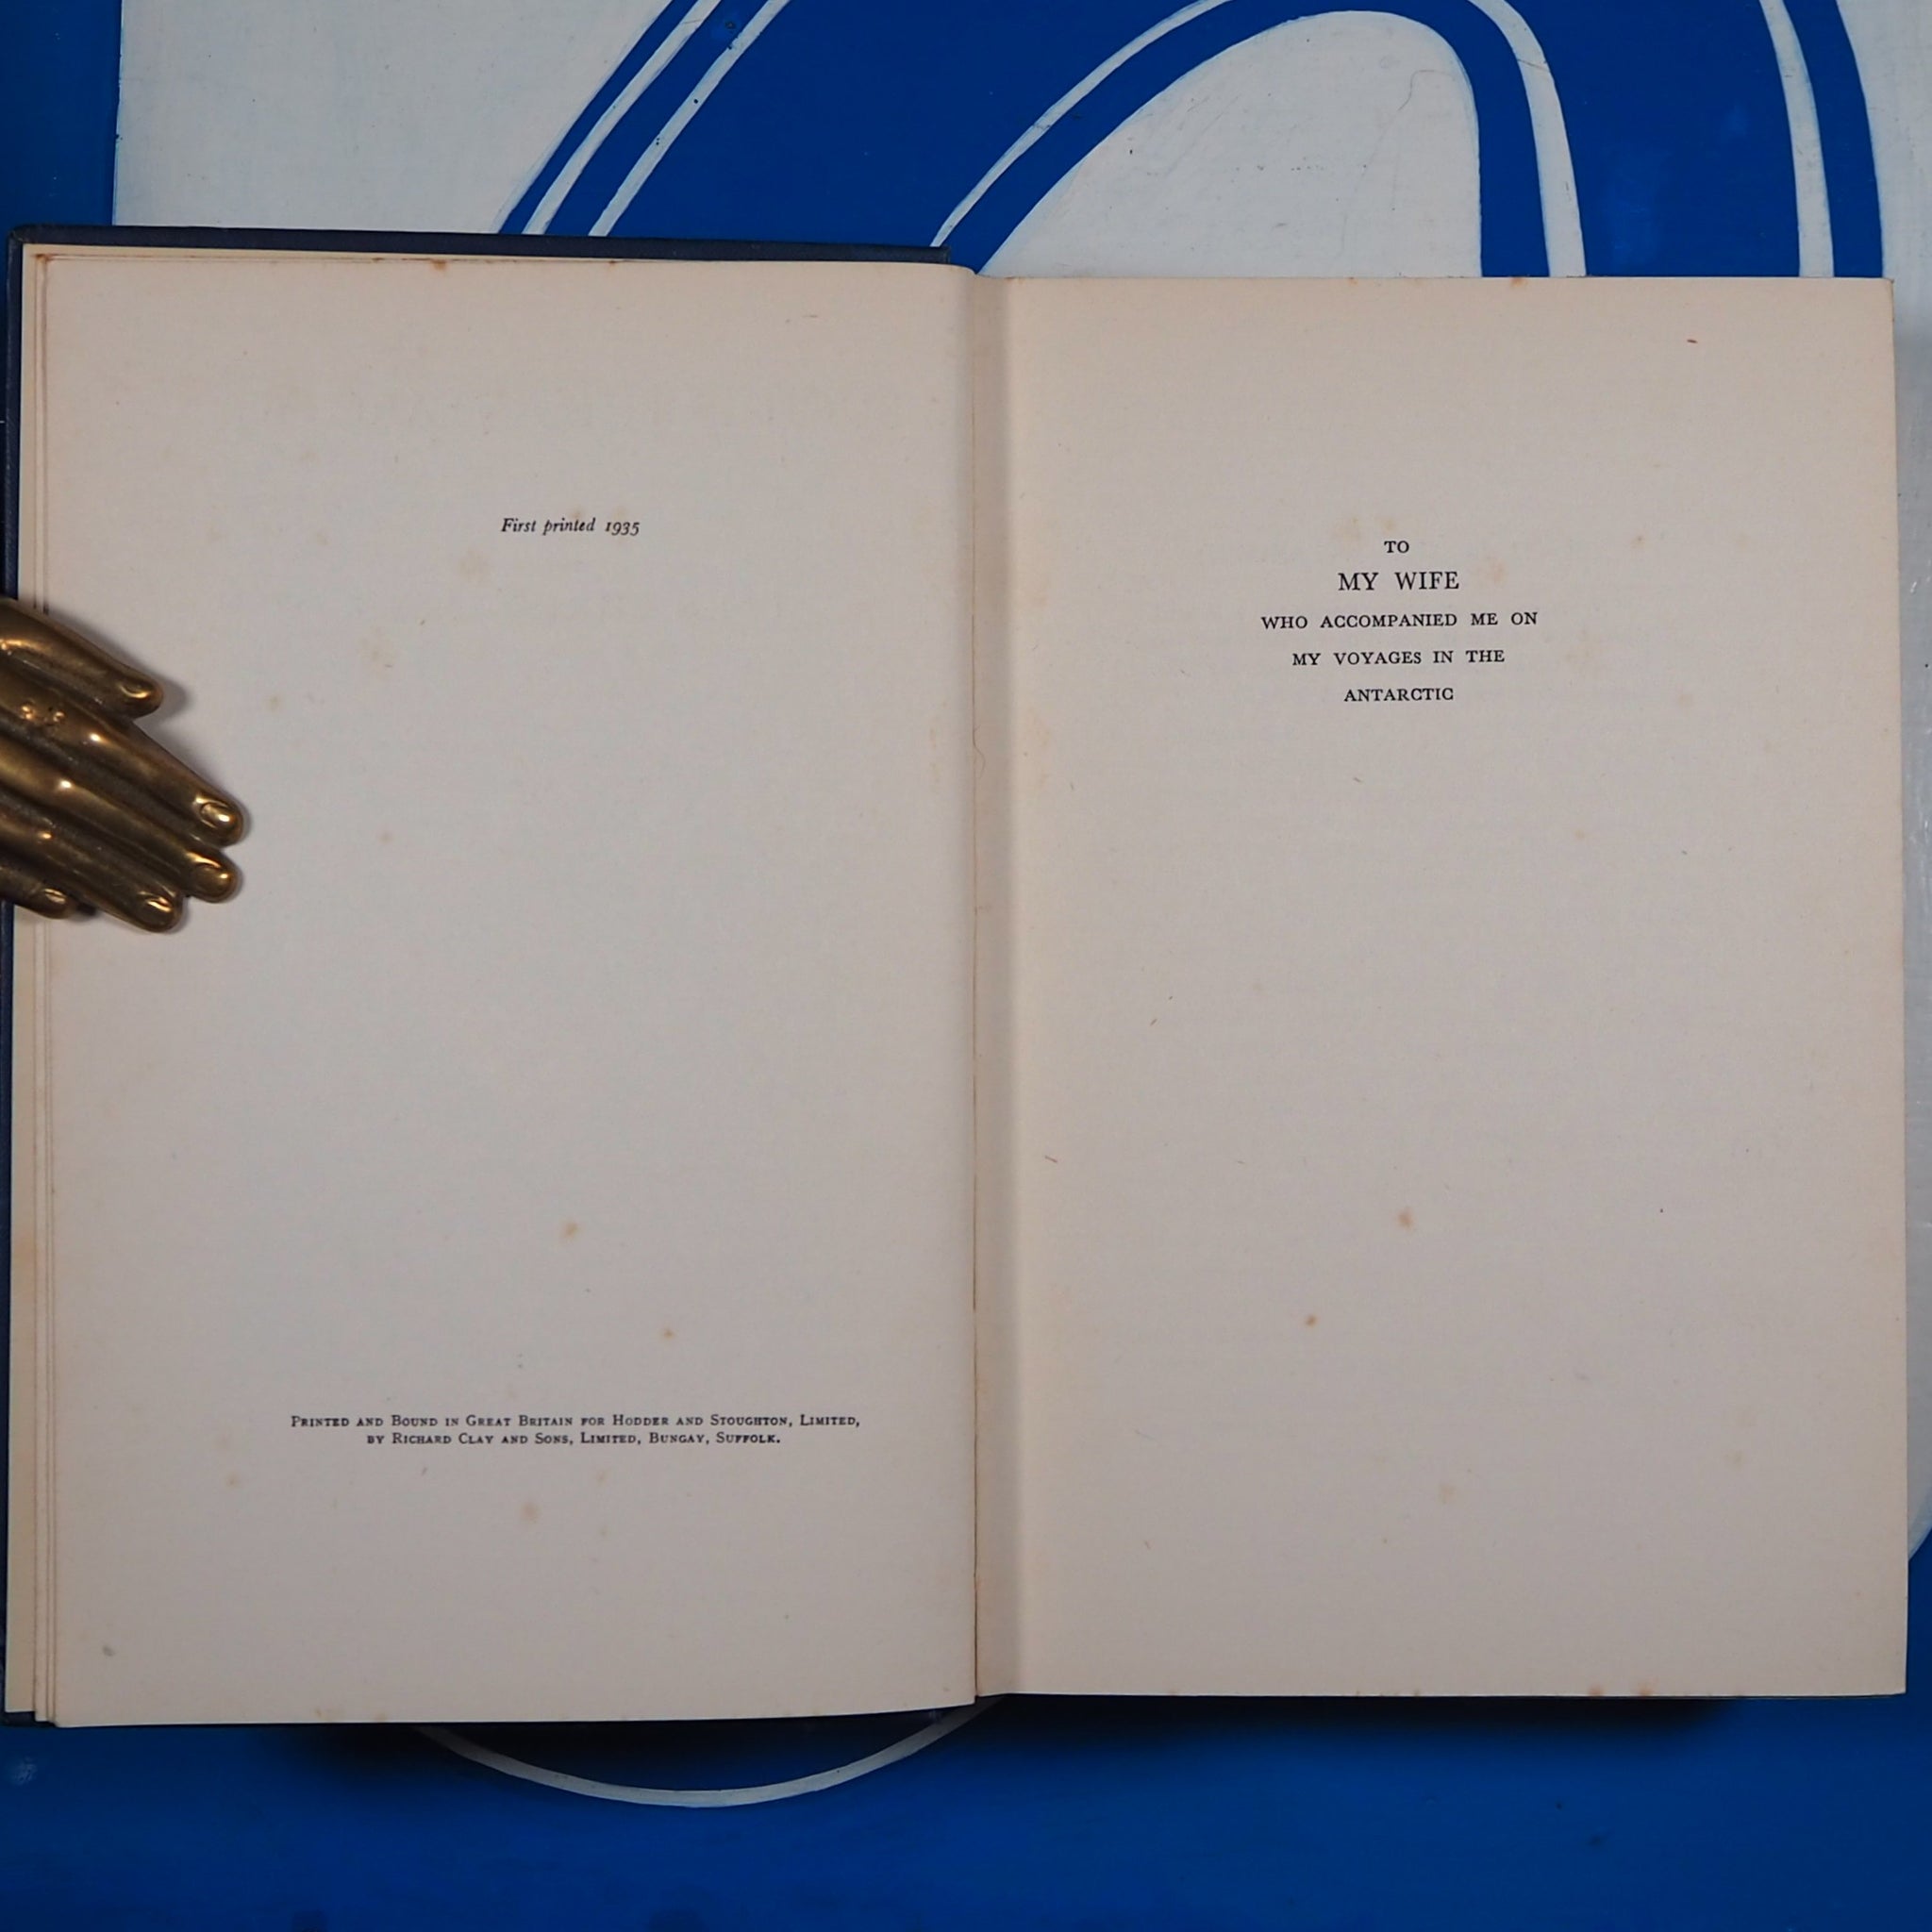 First printed 1935
PRINTED AND BOUND IN GREAT BRITAIN FOR HODDER AND STOUGHTON, LIMITED,
BY RICHARD CLAY AND SONS, LIMITED, BUNGAY, SUFFOLK.
TO
MY WIFE
WHO ACCOMPANIED ME ON
MY VOYAGES IN THE
ANTARCTIC